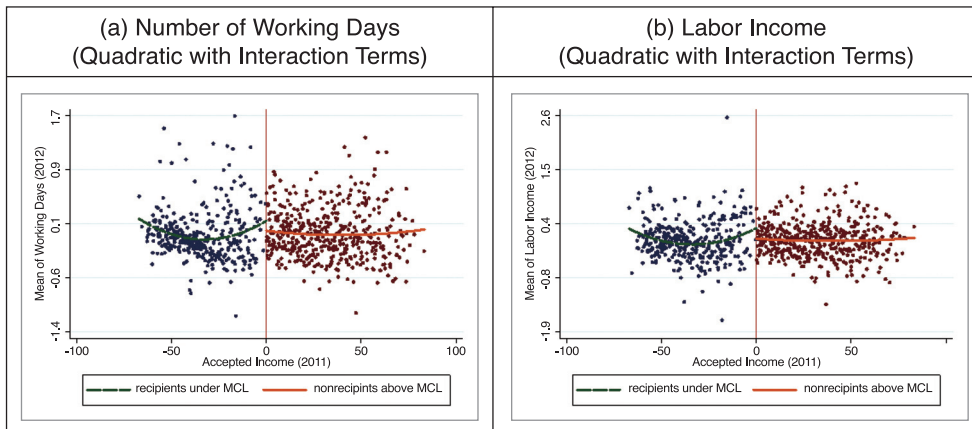 (a) Number of Working Days
(Quadratic with Interaction Terms)
(b) Labor Income
(Quadratic with Interaction Terms)
Mean of Working Days (2012)
1.7
0.9
0.1
-0.6
-1.4
-100
-50
0
50
100
Accepted Income (2011)
recipients under MCL
nonrecipints above MCL
Mean of Labor Income (2012)
2.6
1.5
0.4
-0.8
-1.9
-100
-50
0
50
Accepted Income (2011)
recipients under MCL
nonrecipints above MCL